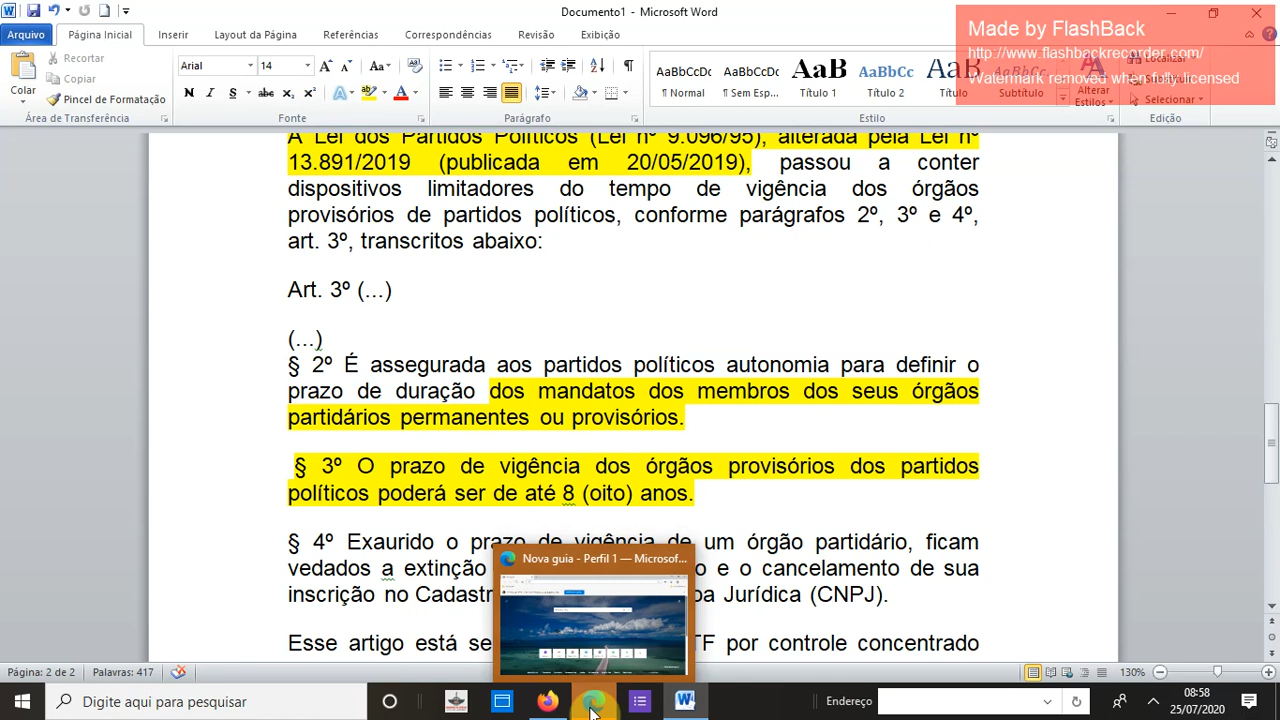 Documento1 - Microsoft Word
Made by FlashBack
http://www.flashbackrecorder.com/
Watermark removed when fully licensed
Arquivo Página Inicial Inserir Layout da Página Referências Correspondências Revisão Exibição
Colar
Recortar
Copiar
Pincel de Formatação
Área de Transferência
Arial 14
N I S abc X₂ X²
Fonte
Parágrafo
AaBbCcDc AaBbCcDc AaB AaBbCc AaB AaBbCc
¶ Normal ¶ Sem Esp... Título 1 Título 2 Título Subtítulo
Alterar
Estilos
Estilo
Localizar
Selecionar
Edição
A Lei dos Partidos Políticos (Lei nº 9.096/95), alterada pela Lei nº
13.891/2019 (publicada em 20/05/2019), passou a conter
dispositivos limitadores do tempo de vigência dos órgãos
provisórios de partidos políticos, conforme parágrafos 2º, 3º e 4º,
art. 3º, transcritos abaixo:
Art. 3º (...)
(...)
§ 2º É assegurada aos partidos políticos autonomia para definir o
prazo de duração dos mandatos dos membros dos seus órgãos
partidários permanentes ou provisórios.
§ 3º O prazo de vigência dos órgãos provisórios dos partidos
políticos poderá ser de até 8 (oito) anos.
§ 4º Exaurido o prazo de vigência de um órgão partidário, ficam
vedados a extinção o e o cancelamento de sua
inscrição no Cadastr pa Jurídica (CNPJ).
Esse artigo está se TF por controle concentrado
Nova guia - Perfil 1 — Microsof...
Página: 2 de 2 Palavras: 417
130%
Digite aqui para pesquisar
Endereço
08:58
25/07/2020